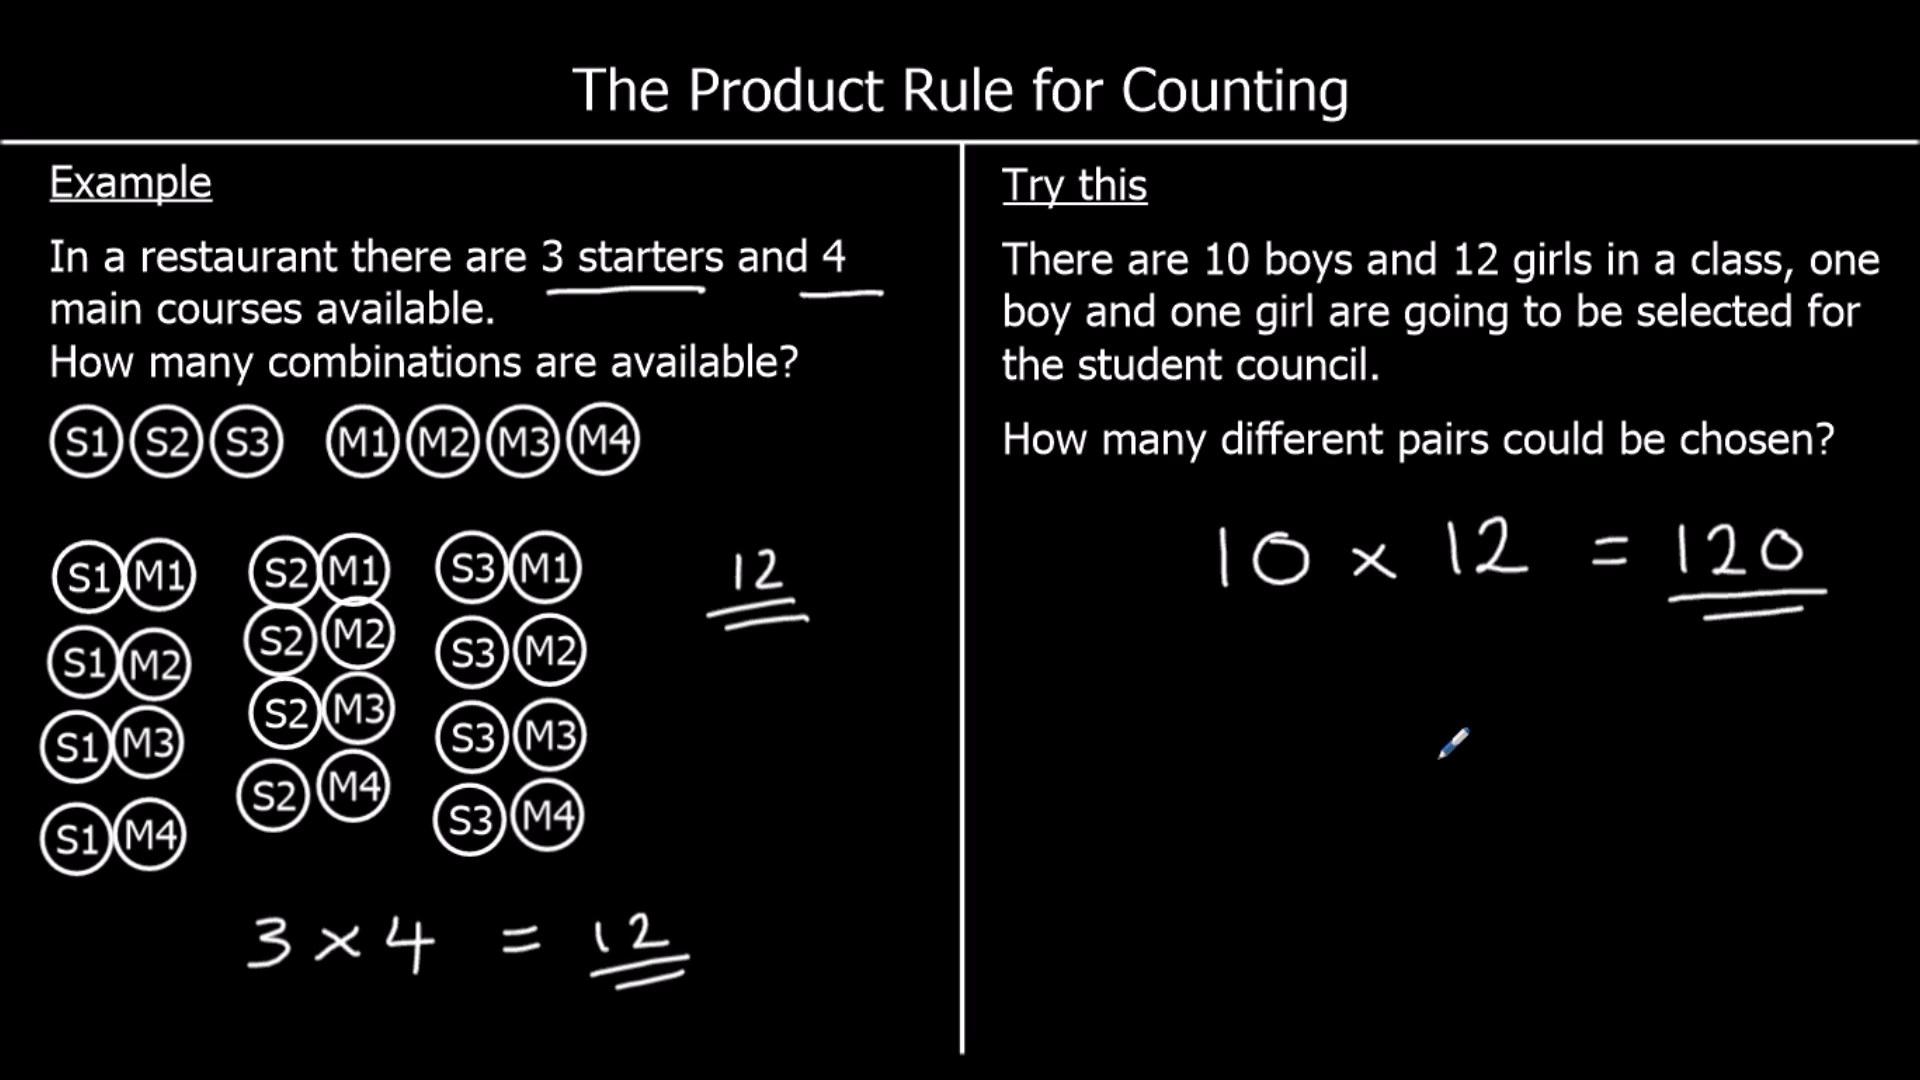 The Product Rule for Counting
Example
In a restaurant there are 3 starters and 4
main courses available.
How many combinations are available?
S1 S2 S3 M1 M2 M3 M4
S1 M1 S2 M1 S3 M1
S1 M2 S2 M2 S3 M2
S1 M3 S2 M3 S3 M3
S1 M4 S2 M4 S3 M4
12
3 × 4 = 12
Try this
There are 10 boys and 12 girls in a class, one
boy and one girl are going to be selected for
the student council.
How many different pairs could be chosen?
10 × 12 = 120